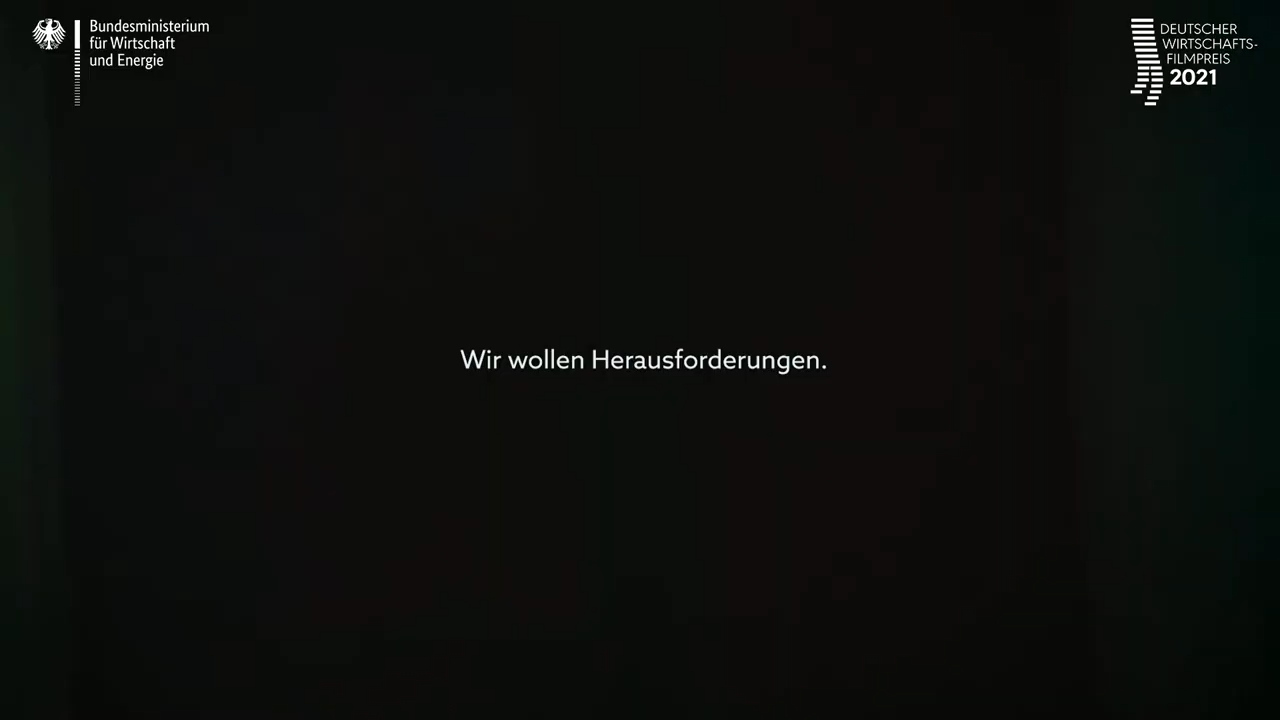 Bundesministerium
für Wirtschaft
und Energie
DEUTSCHER
WIRTSCHAFTS-
FILMPREIS
2021
Wir wollen Herausforderungen.